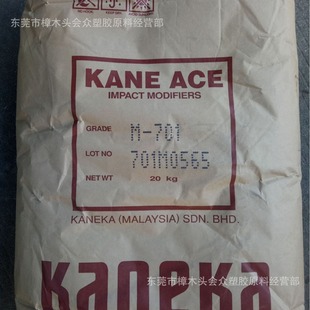 东莞市樟木头会众塑胶原料经营部
KANE ACE
IMPACT MODIFIERS
GRADE M-701
LOT NO 701M0565
NET WT 20 kg
KANEKA (MALAYSIA) SDN. BHD.
东莞市樟木头会众塑胶原料经营部
kaneka